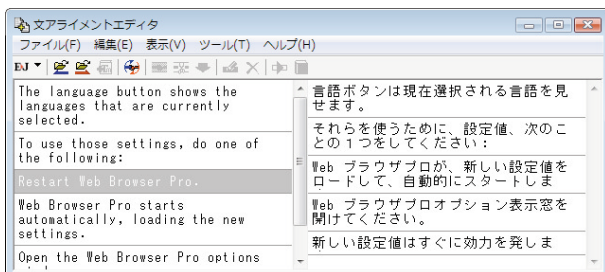 文アライメントエディタ
ファイル(F) 編集(E) 表示(V) ツール(T) ヘルプ(H)
EJ
The language button shows the
languages that are currently
selected.
To use those settings, do one of
the following:
Restart Web Browser Pro.
Web Browser Pro starts
automatically, loading the new
settings.
Open the Web Browser Pro options
言語ボタンは現在選択される言語を見
せます。
それらを使うために、設定値、次のこ
との１つをしてください：
Web ブラウザプロが、新しい設定値を
ロードして、自動的にスタートしま
Web ブラウザプロオプション表示窓を
開けてください。
新しい設定値はすぐに効力を発しま